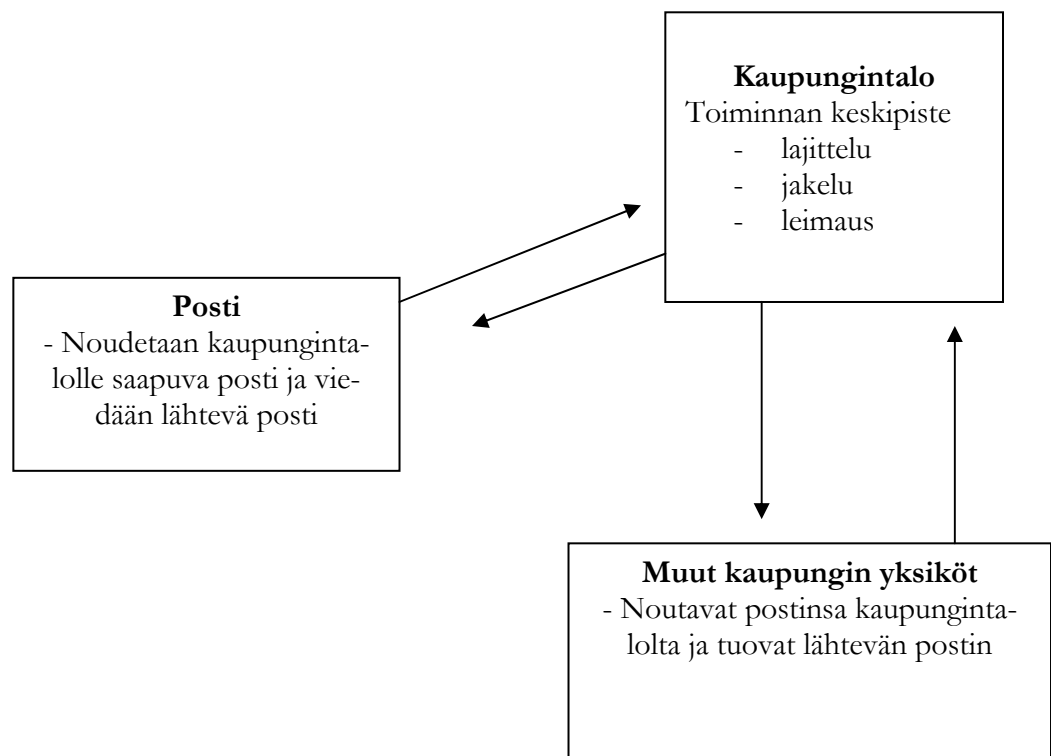 Kaupungintalo
Toiminnan keskipiste
- lajittelu
- jakelu
- leimaus
Posti
- Noudetaan kaupunginta-
lolle saapuva posti ja vie-
dään lähtevä posti
Muut kaupungin yksiköt
- Noutavat postinsa kaupunginta-
lolta ja tuovat lähtevän postin